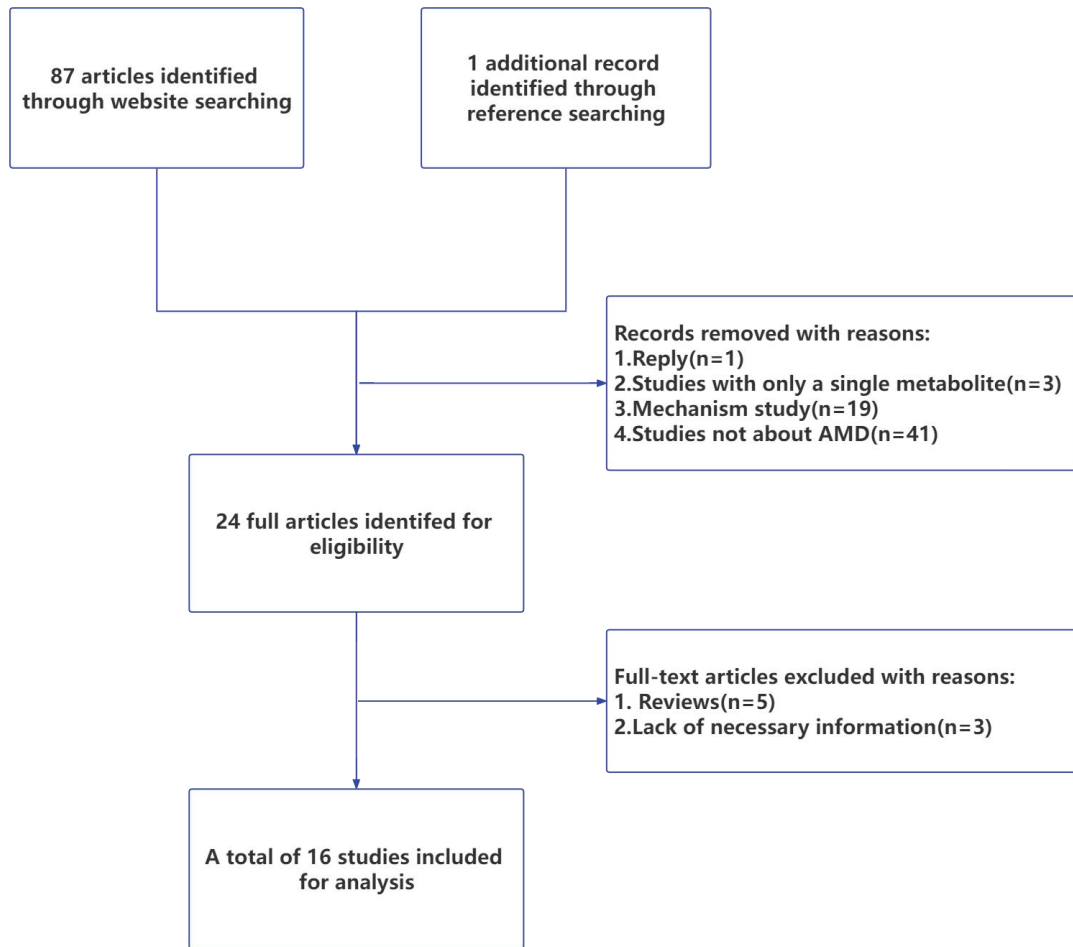 87 articles identified
through website searching
1 additional record
identified through
reference searching
Records removed with reasons:
1.Reply(n=1)
2.Studies with only a single metabolite(n=3)
3.Mechanism study(n=19)
4.Studies not about AMD(n=41)
24 full articles identifed for
eligibility
Full-text articles excluded with reasons:
1. Reviews(n=5)
2.Lack of necessary information(n=3)
A total of 16 studies included
for analysis